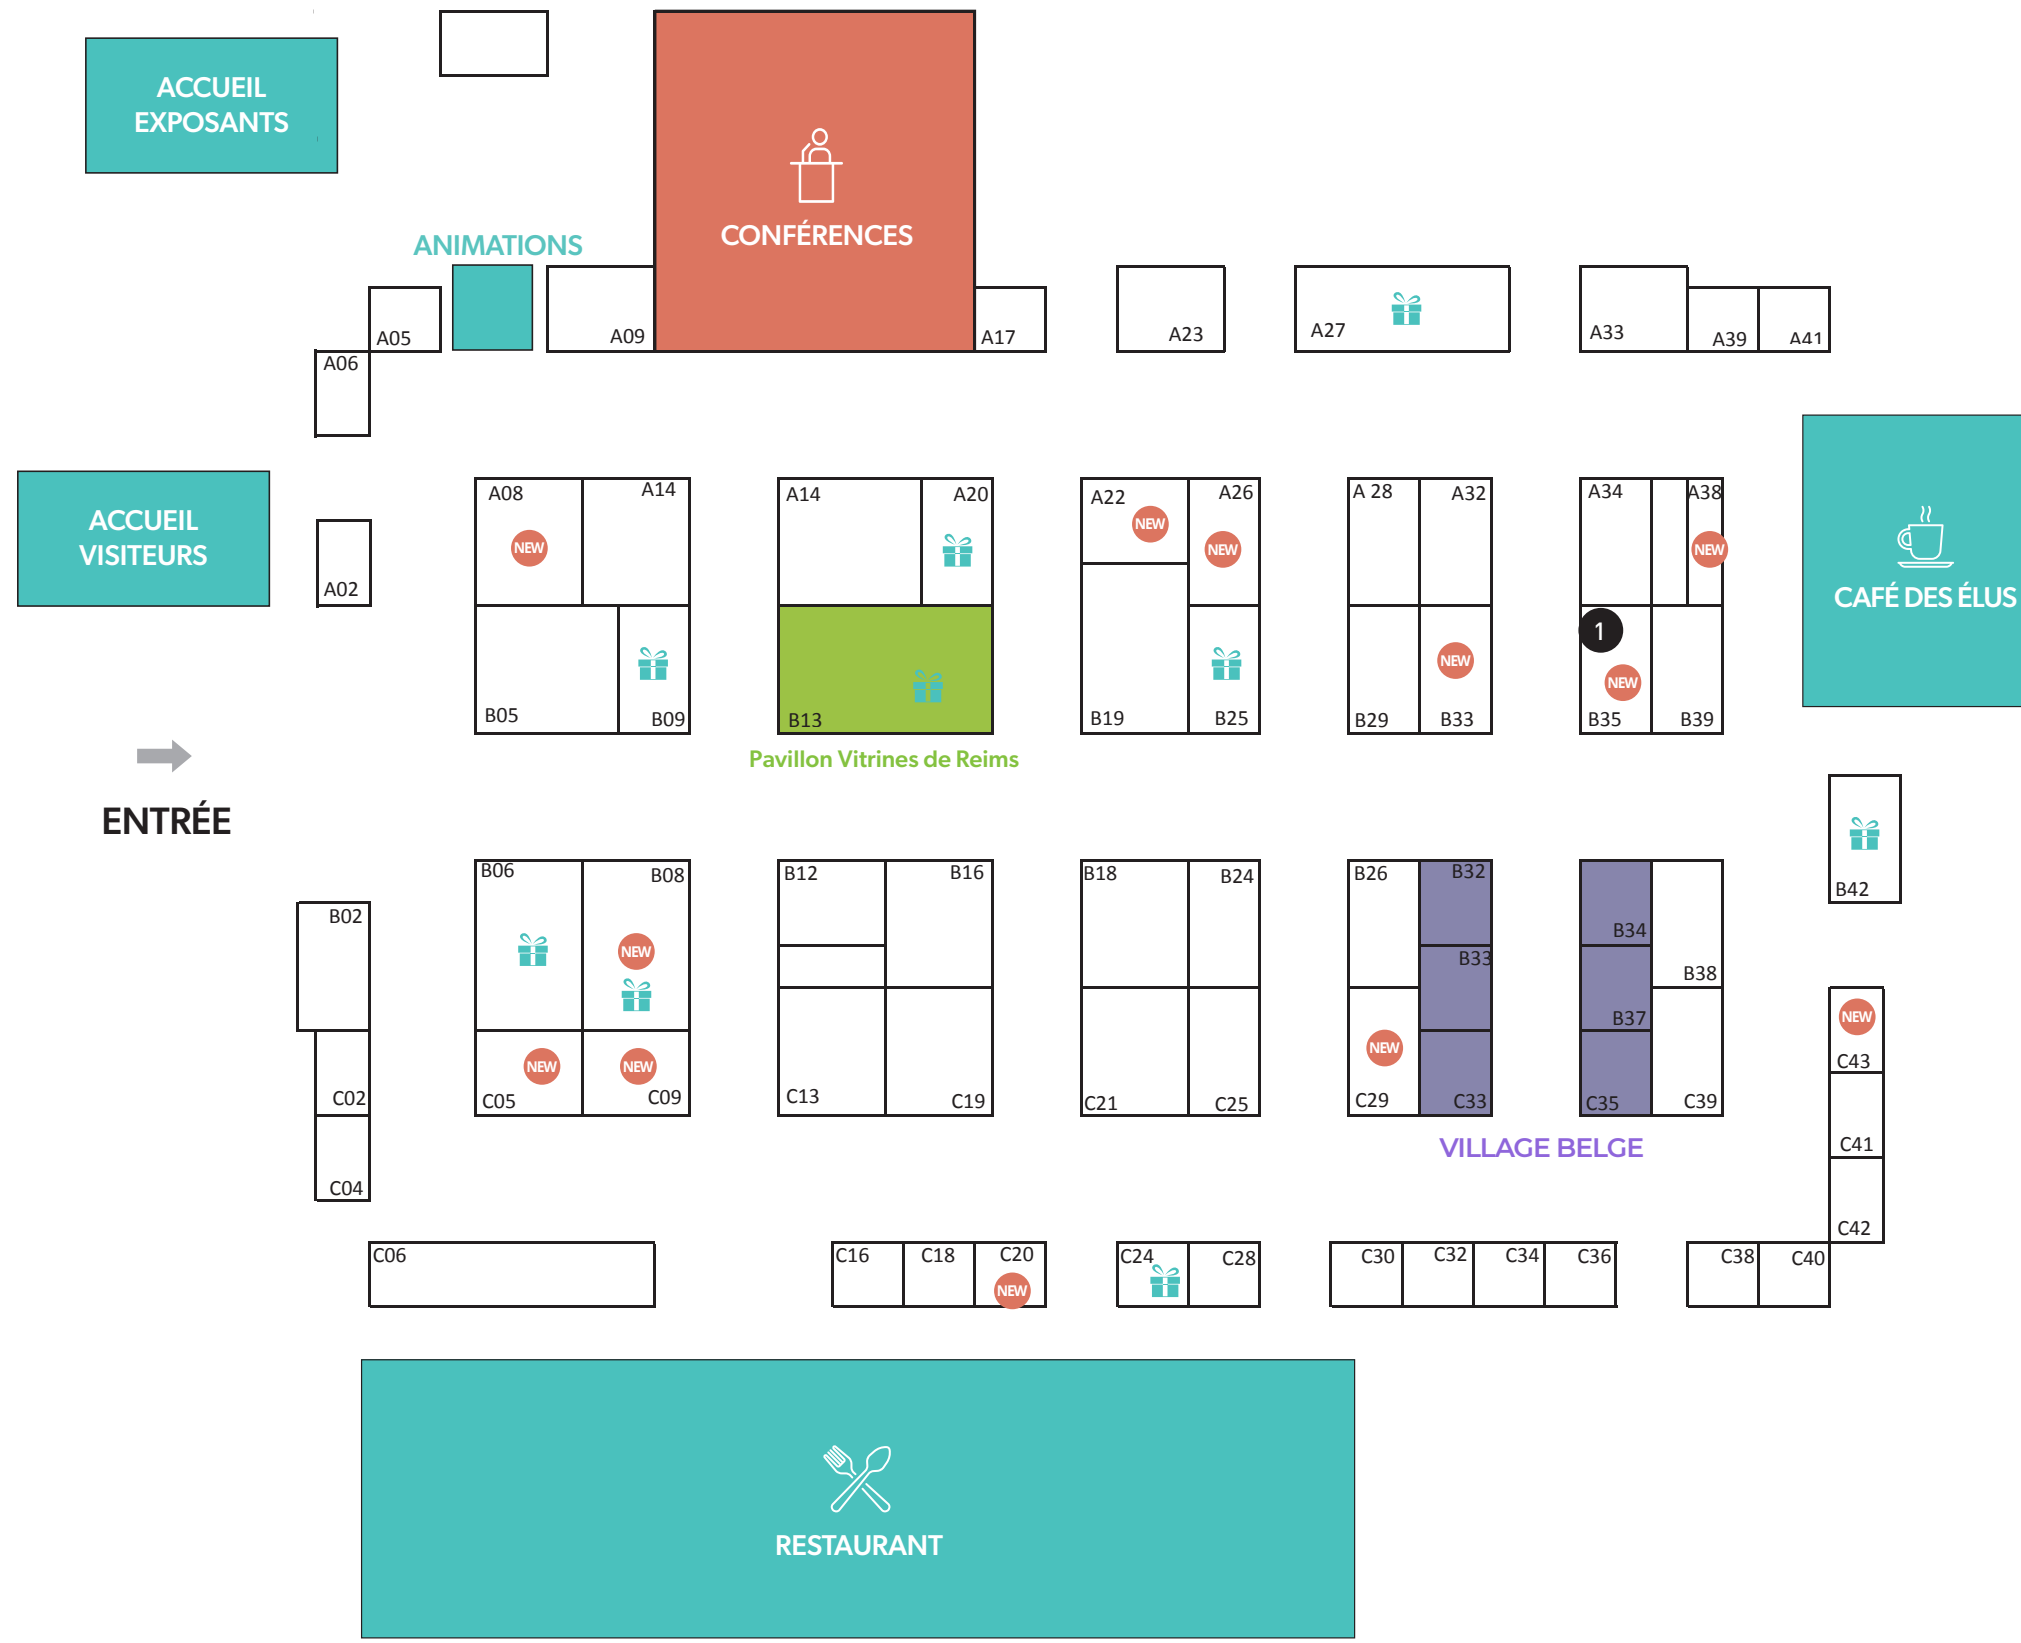 ACCUEIL
EXPOSANTS
CONFÉRENCES
ANIMATIONS
A05
A09
A17
A23
A27
A33
A39
A41
A06
ACCUEIL
VISITEURS
A02
A08
A14
NEW
B05
B09
A14
A20
B13
Pavillon Vitrines de Reims
A22
NEW
A26
NEW
B19
B25
A 28
A32
NEW
B29
B33
A34
A38
NEW
1
NEW
B35
B39
CAFÉ DES ÉLUS
ENTRÉE
B02
C02
C04
B06
B08
NEW
NEW
NEW
C05
C09
B12
B16
C13
C19
B18
B24
C21
C25
B26
B32
B33
NEW
C29
C33
B34
B37
B38
C35
C39
VILLAGE BELGE
B42
NEW
C43
C41
C42
C06
C16
C18
C20
NEW
C24
C28
C30
C32
C34
C36
C38
C40
RESTAURANT